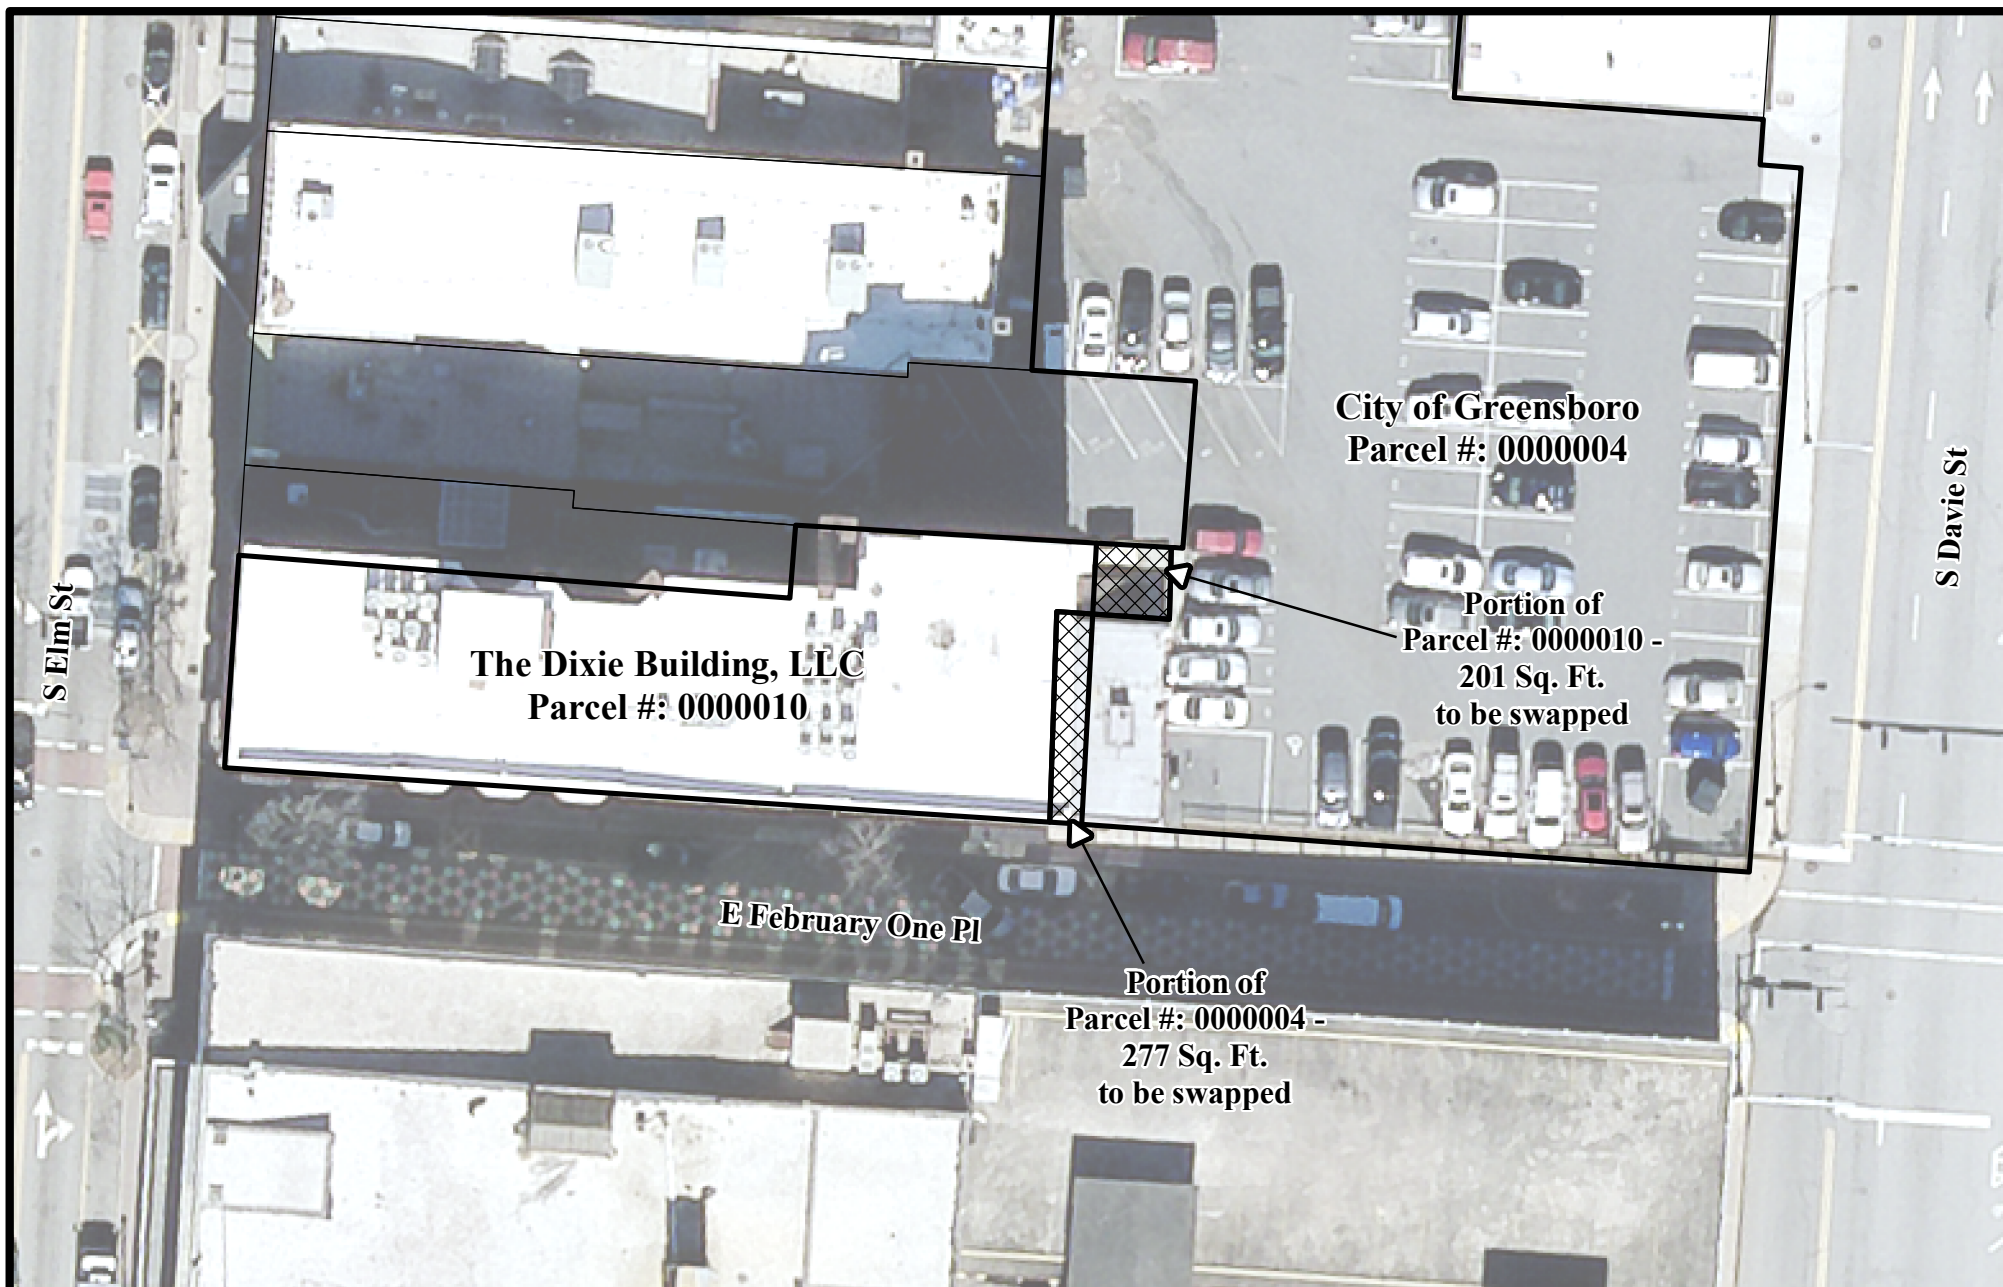 City of Greensboro
Parcel #: 0000004
S Davie St
S Elm St
Portion of
Parcel #: 0000010 -
201 Sq. Ft.
to be swapped
The Dixie Building, LLC
Parcel #: 0000010
E February One Pl
Portion of
Parcel #: 0000004 -
277 Sq. Ft.
to be swapped